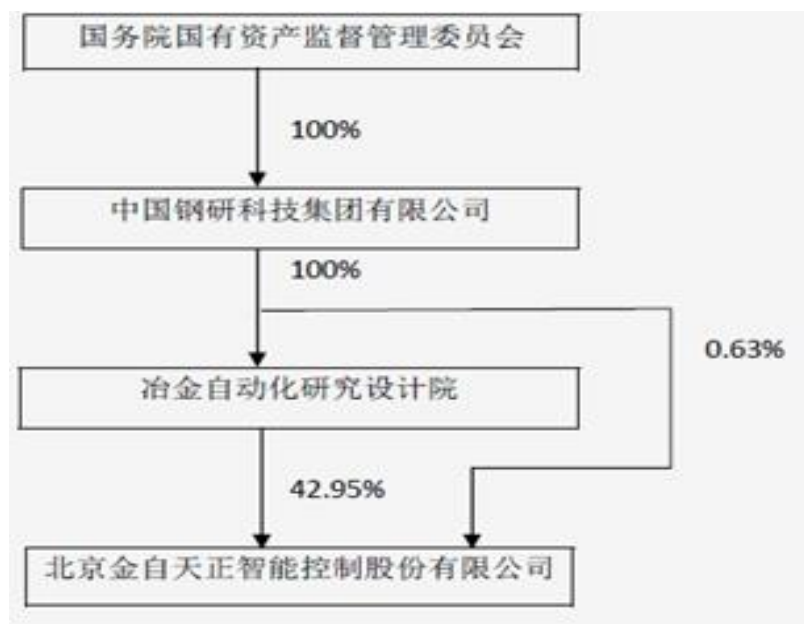 国务院国有资产监督管理委员会
100%
中国钢研科技集团有限公司
100%
0.63%
冶金自动化研究设计院
42.95%
北京金自天正智能控制股份有限公司